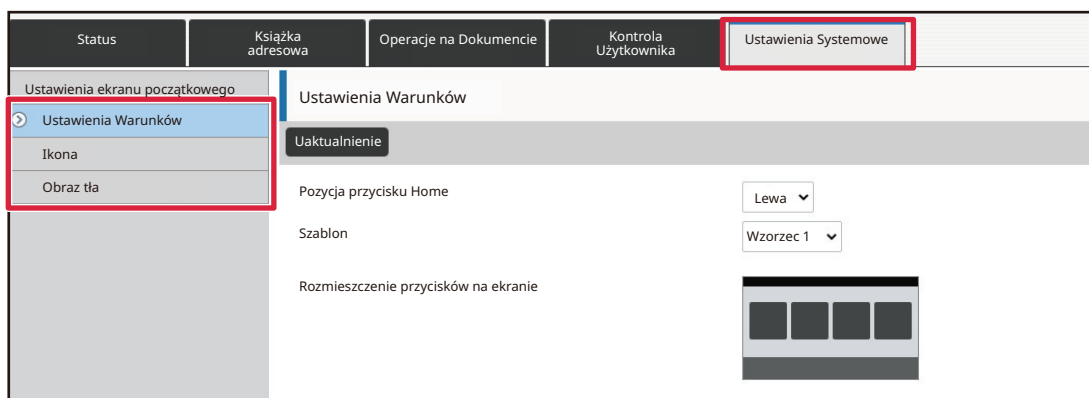 Status
Książka
adresowa
Operacje na Dokumencie
Kontrola
Użytkownika
Ustawienia Systemowe
Ustawienia ekranu początkowego
Ustawienia Warunków
Ikona
Obraz tła
Ustawienia Warunków
Uaktualnienie
Pozycja przycisku Home
Lewa
Szablon
Wzorzec 1
Rozmieszczenie przycisków na ekranie